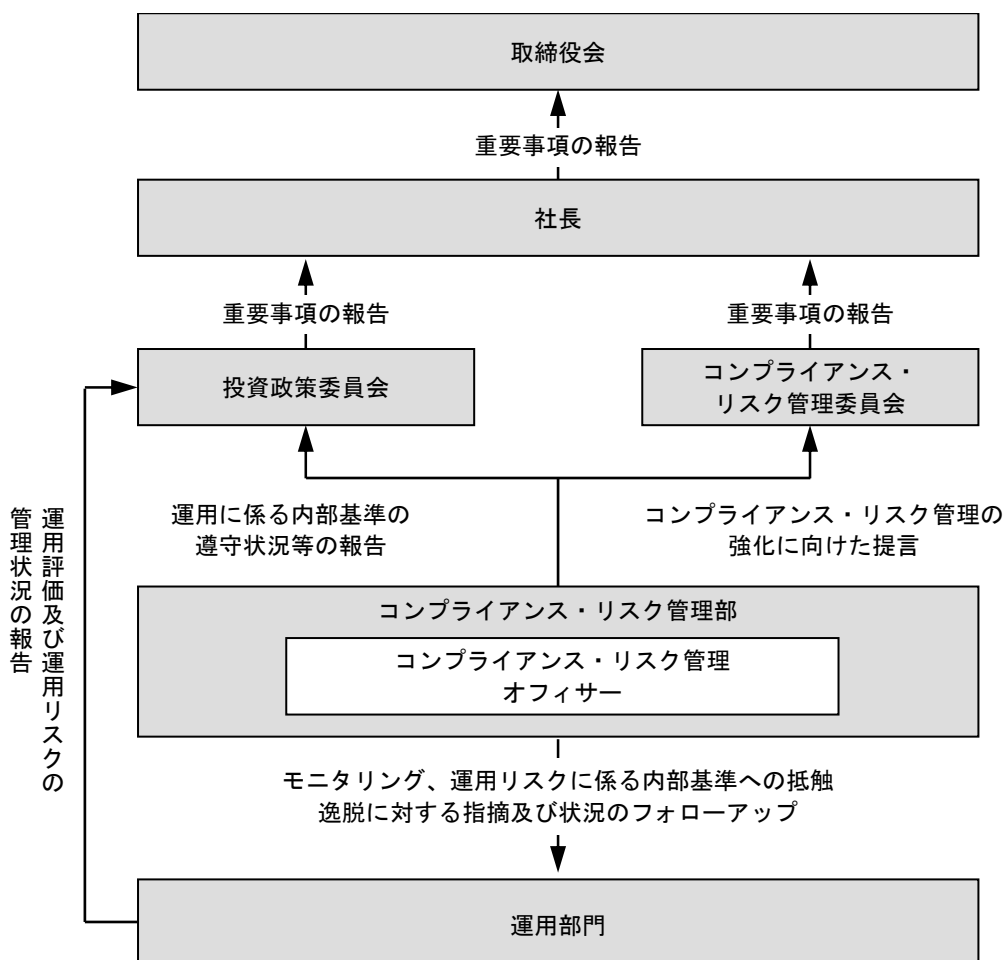 取締役会
重要事項の報告
社長
重要事項の報告
重要事項の報告
投資政策委員会
コンプライアンス・
リスク管理委員会
運用に係る内部基準の
遵守状況等の報告
コンプライアンス・リスク管理の
強化に向けた提言
運用評価及び運用リスクの
管理状況の報告
コンプライアンス・リスク管理部
コンプライアンス・リスク管理
オフィサー
モニタリング、運用リスクに係る内部基準への抵触
逸脱に対する指摘及び状況のフォローアップ
運用部門